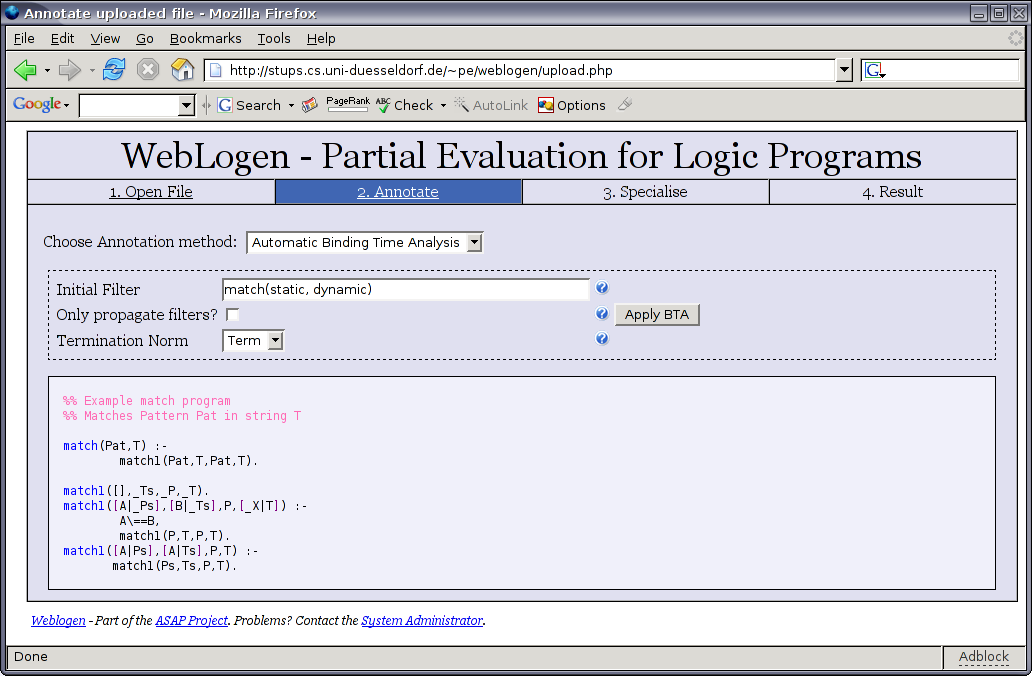 Annotate uploaded file - Mozilla Firefox
File Edit View Go Bookmarks Tools Help
http://stups.cs.uni-duesseldorf.de/~pe/weblogen/upload.php G
Google G Search PageRank ABC Check AutoLink Options
WebLogen - Partial Evaluation for Logic Programs
1. Open File 2. Annotate 3. Specialise 4. Result
Choose Annotation method: Automatic Binding Time Analysis
Initial Filter match(static, dynamic) ?
Only propagate filters? ? Apply BTA
Termination Norm Term ?
%% Example match program
%% Matches Pattern Pat in string T
match(Pat,T) :-
match1(Pat,T,Pat,T).
match1([],_Ts,_P,_T).
match1([A|_Ps],[B|_Ts],P,[_X|T]) :-
A\==B,
match1(P,T,P,T).
match1([A|Ps],[A|Ts],P,T) :-
match1(Ps,Ts,P,T).
Weblogen - Part of the ASAP Project. Problems? Contact the System Administrator.
Done Adblock